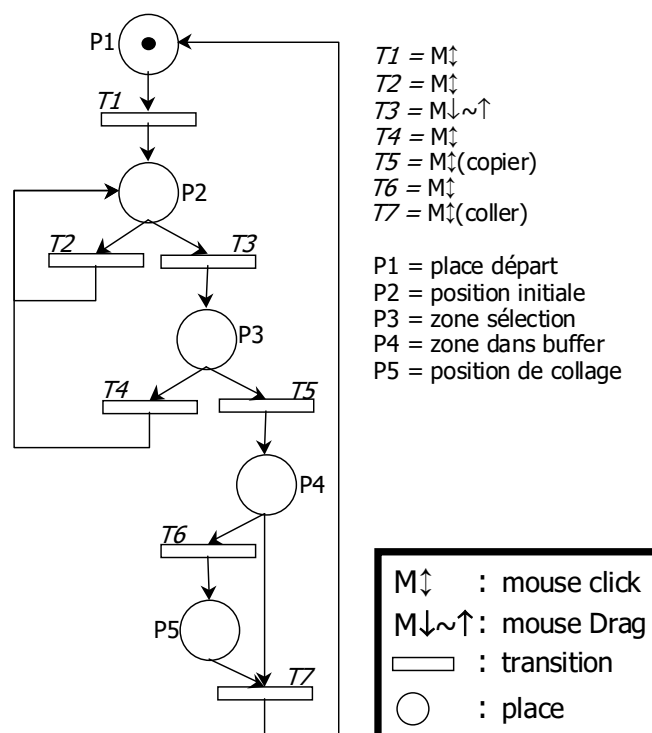 P1
T1
P2
T2
T3
P3
T4
T5
P4
T6
P5
T7
T1 = M↕
T2 = M↕
T3 = M↓~↑
T4 = M↕
T5 = M↕(copier)
T6 = M↕
T7 = M↕(coller)
P1 = place départ
P2 = position initiale
P3 = zone sélection
P4 = zone dans buffer
P5 = position de collage
M↕ : mouse click
M↓~↑ : mouse Drag
: transition
: place